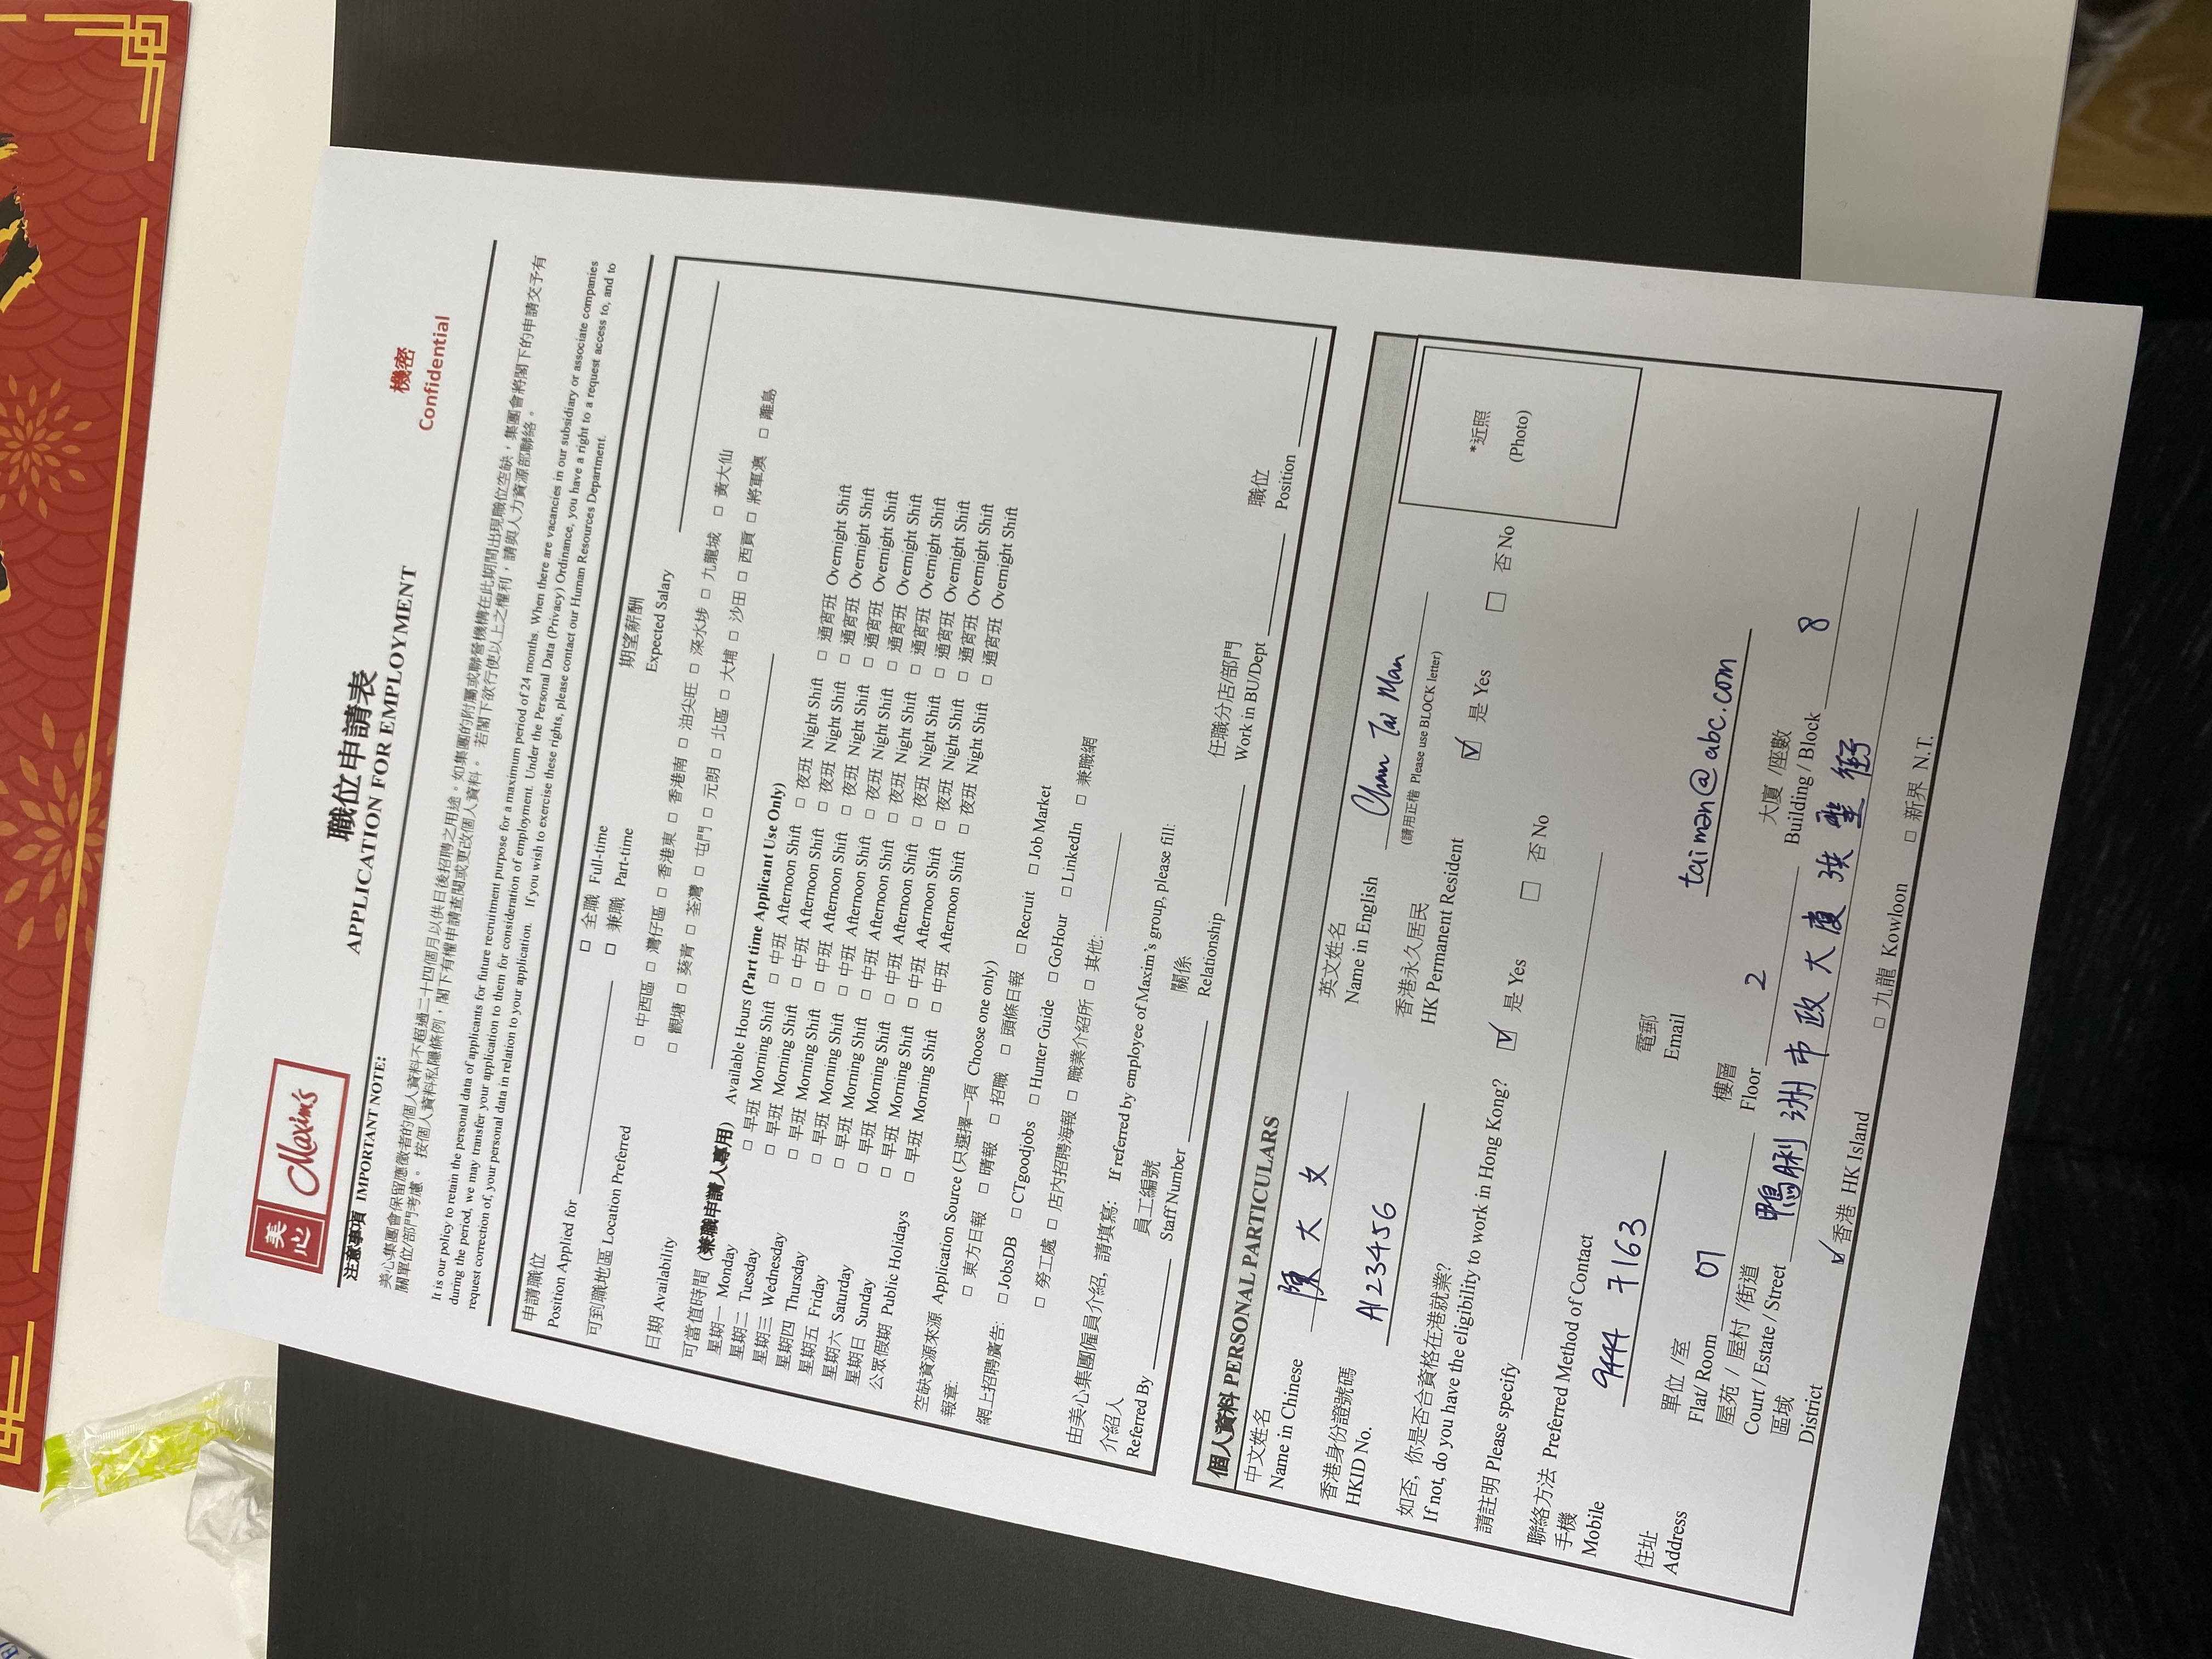 美心 Maxim's
職位申請表
APPLICATION FOR EMPLOYMENT
機密
Confidential
注意事項 IMPORTANT NOTE:
美心集團會保留應徵者的個人資料不超過二十四個月以供日後招聘之用途。如集團的附屬或聯營機構在此期間出現職位空缺，集團會將閣下的申請交予有
關單位/部門考慮。 按個人資料私隱條例，閣下有權申請查閱或更改個人資料。 若閣下欲行使以上之權利，請與人力資源部聯絡。
It is our policy to retain the personal data of applicants for future recruitment purpose for a maximum period of 24 months. When there are vacancies in our subsidiary or associate companies
during the period, we may transfer your application to them for consideration of employment. Under the Personal Data (Privacy) Ordinance, you have a right to a request access to, and to
request correction of, your personal data in relation to your application. If you wish to exercise these rights, please contact our Human Resources Department.
申請職位
Position Applied for
□ 全職 Full-time
□ 兼職 Part-time
期望薪酬
Expected Salary
可到職地區 Location Preferred
□ 中西區 □ 灣仔區 □ 香港東 □ 香港南 □ 油尖旺 □ 深水埗 □ 九龍城 □ 黃大仙
□ 觀塘 □ 葵青 □ 荃灣 □ 屯門 □ 元朗 □ 北區 □ 大埔 □ 沙田 □ 西貢 □ 將軍澳 □ 離島
日期 Availability
可當值時間 (兼職申請人專用) Available Hours (Part time Applicant Use Only)
星期一 Monday □ 早班 Morning Shift □ 中班 Afternoon Shift □ 夜班 Night Shift □ 通宵班 Overnight Shift
星期二 Tuesday □ 早班 Morning Shift □ 中班 Afternoon Shift □ 夜班 Night Shift □ 通宵班 Overnight Shift
星期三 Wednesday □ 早班 Morning Shift □ 中班 Afternoon Shift □ 夜班 Night Shift □ 通宵班 Overnight Shift
星期四 Thursday □ 早班 Morning Shift □ 中班 Afternoon Shift □ 夜班 Night Shift □ 通宵班 Overnight Shift
星期五 Friday □ 早班 Morning Shift □ 中班 Afternoon Shift □ 夜班 Night Shift □ 通宵班 Overnight Shift
星期六 Saturday □ 早班 Morning Shift □ 中班 Afternoon Shift □ 夜班 Night Shift □ 通宵班 Overnight Shift
星期日 Sunday □ 早班 Morning Shift □ 中班 Afternoon Shift □ 夜班 Night Shift □ 通宵班 Overnight Shift
公眾假期 Public Holidays □ 早班 Morning Shift □ 中班 Afternoon Shift □ 夜班 Night Shift □ 通宵班 Overnight Shift
空缺資源來源 Application Source (只選擇一項 Choose one only)
報章: □ 東方日報 □ 晴報 □ 招職 □ 頭條日報 □ Recruit □ Job Market
網上招聘廣告: □ JobsDB □ CTgoodjobs □ Hunter Guide □ GoHour □ LinkedIn □ 兼職網
□ 勞工處 □ 店內招聘海報 □ 職業介紹所 □ 其他:
由美心集團僱員介紹, 請填寫: If referred by employee of Maxim's group, please fill:
介紹人
Referred By
員工編號
Staff Number
關係
Relationship
任職分店/部門
Work in BU/Dept
職位
Position
個人資料 PERSONAL PARTICULARS
中文姓名
Name in Chinese 陳大文
英文姓名
Name in English Chan Tai Man
(請用正楷 Please use BLOCK letter)
香港身份證號碼
HKID No. A123456
香港永久居民
HK Permanent Resident ☑ 是 Yes □ 否 No
*近照
(Photo)
如否, 你是否合資格在港就業?
If not, do you have the eligibility to work in Hong Kong? ☑ 是 Yes □ 否 No
請註明 Please specify
聯絡方法 Preferred Method of Contact
手機
Mobile 9444 7163
電郵
Email taiman@abc.com
住址
Address
單位 /室
Flat/ Room 07
樓層
Floor 2
大廈 /座數
Building / Block 8
屋苑 / 屋村 /街道
Court / Estate / Street 鴨脷洲市政大廈洪聖街
區域
District ☑ 香港 HK Island □ 九龍 Kowloon □ 新界 N.T.